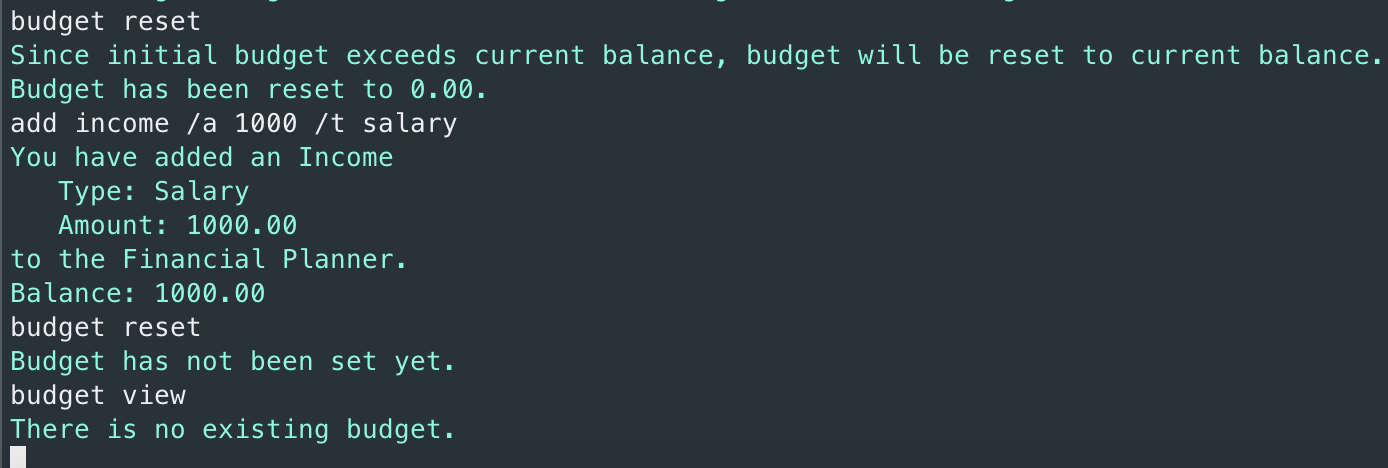 budget reset
Since initial budget exceeds current balance, budget will be reset to current balance.
Budget has been reset to 0.00.
add income /a 1000 /t salary
You have added an Income
   Type: Salary
   Amount: 1000.00
to the Financial Planner.
Balance: 1000.00
budget reset
Budget has not been set yet.
budget view
There is no existing budget.